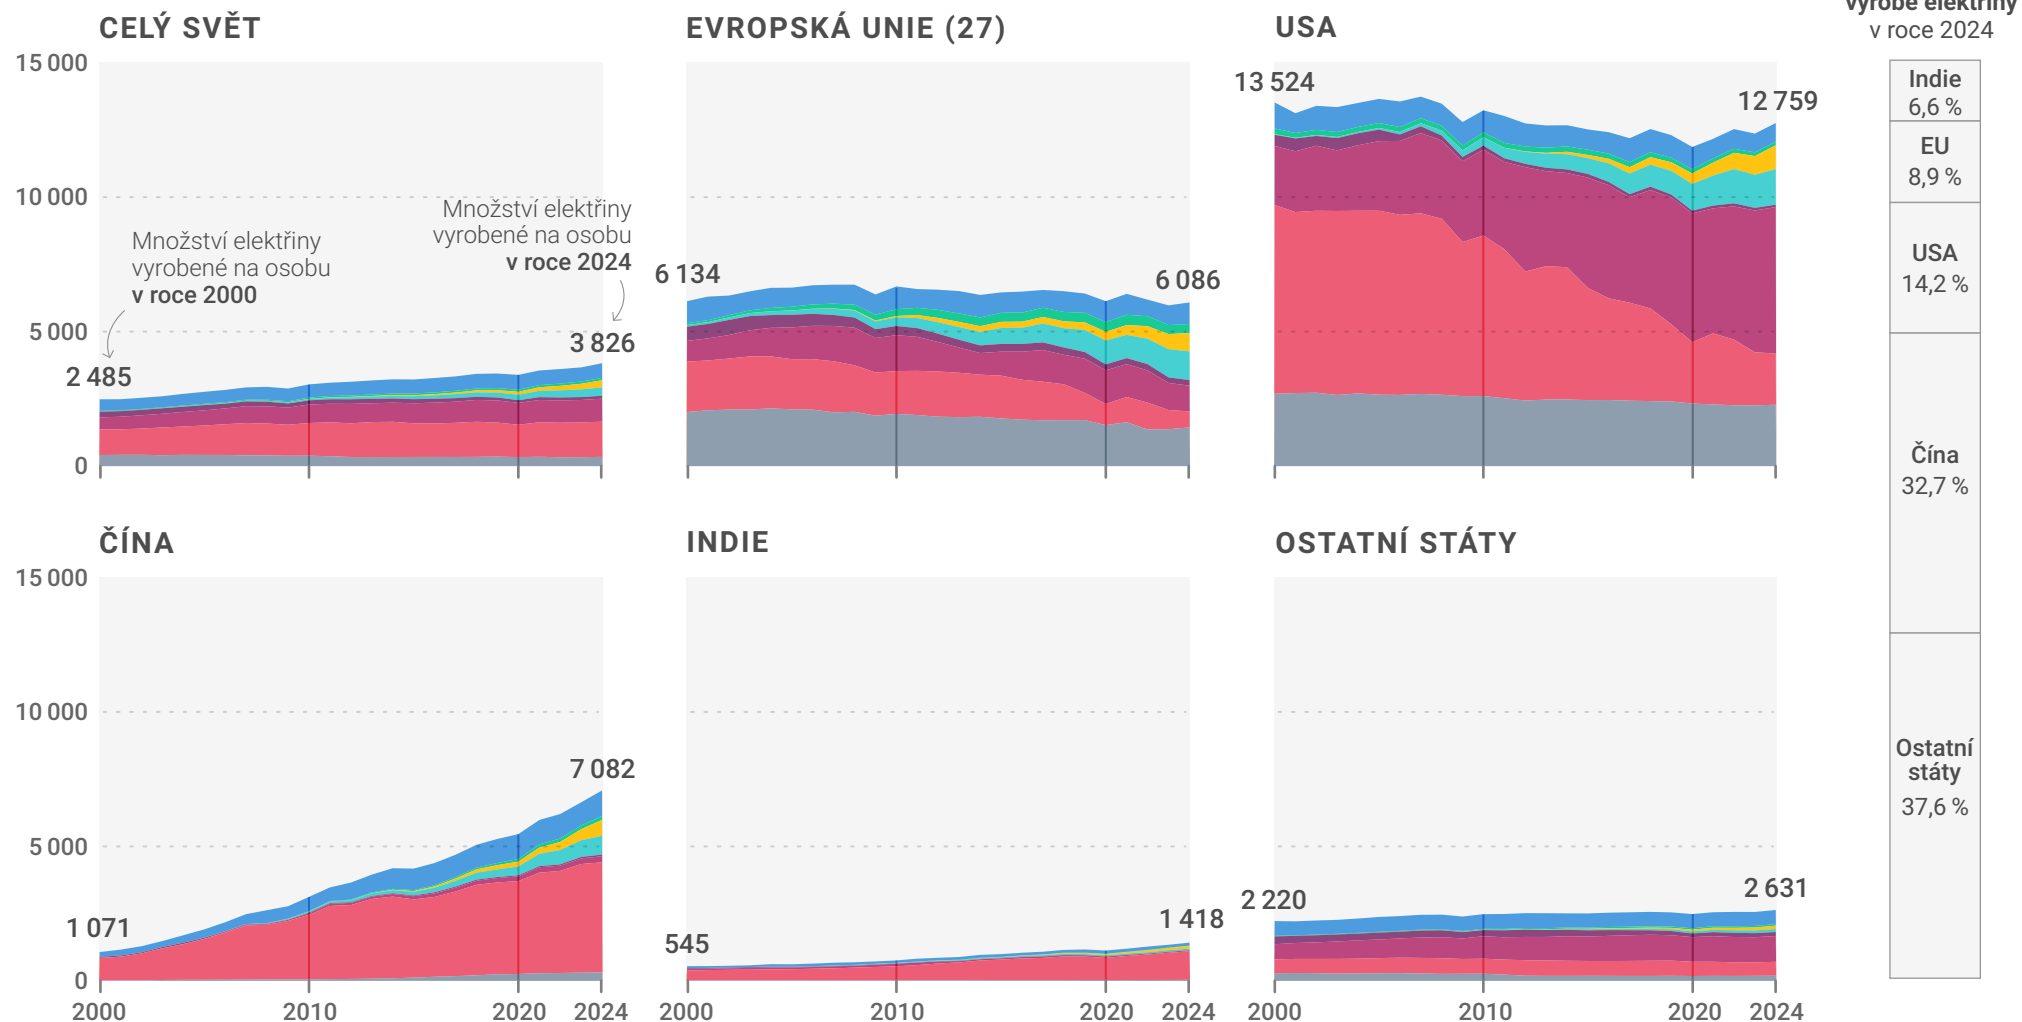 CELÝ SVĚT
15 000
10 000
5 000
0
Množství elektřiny
vyrobené na osobu
v roce 2000
2 485
Množství elektřiny
vyrobené na osobu
v roce 2024
3 826
2000
2010
2020
2024
EVROPSKÁ UNIE (27)
6 134
6 086
USA
13 524
12 759
ČÍNA
15 000
10 000
5 000
0
1 071
7 082
2000
2010
2020
2024
INDIE
545
1 418
2000
2010
2020
2024
OSTATNÍ STÁTY
2 220
2 631
2000
2010
2020
2024
výrobě elektřiny
v roce 2024
Indie
6,6 %
EU
8,9 %
USA
14,2 %
Čína
32,7 %
Ostatní
státy
37,6 %